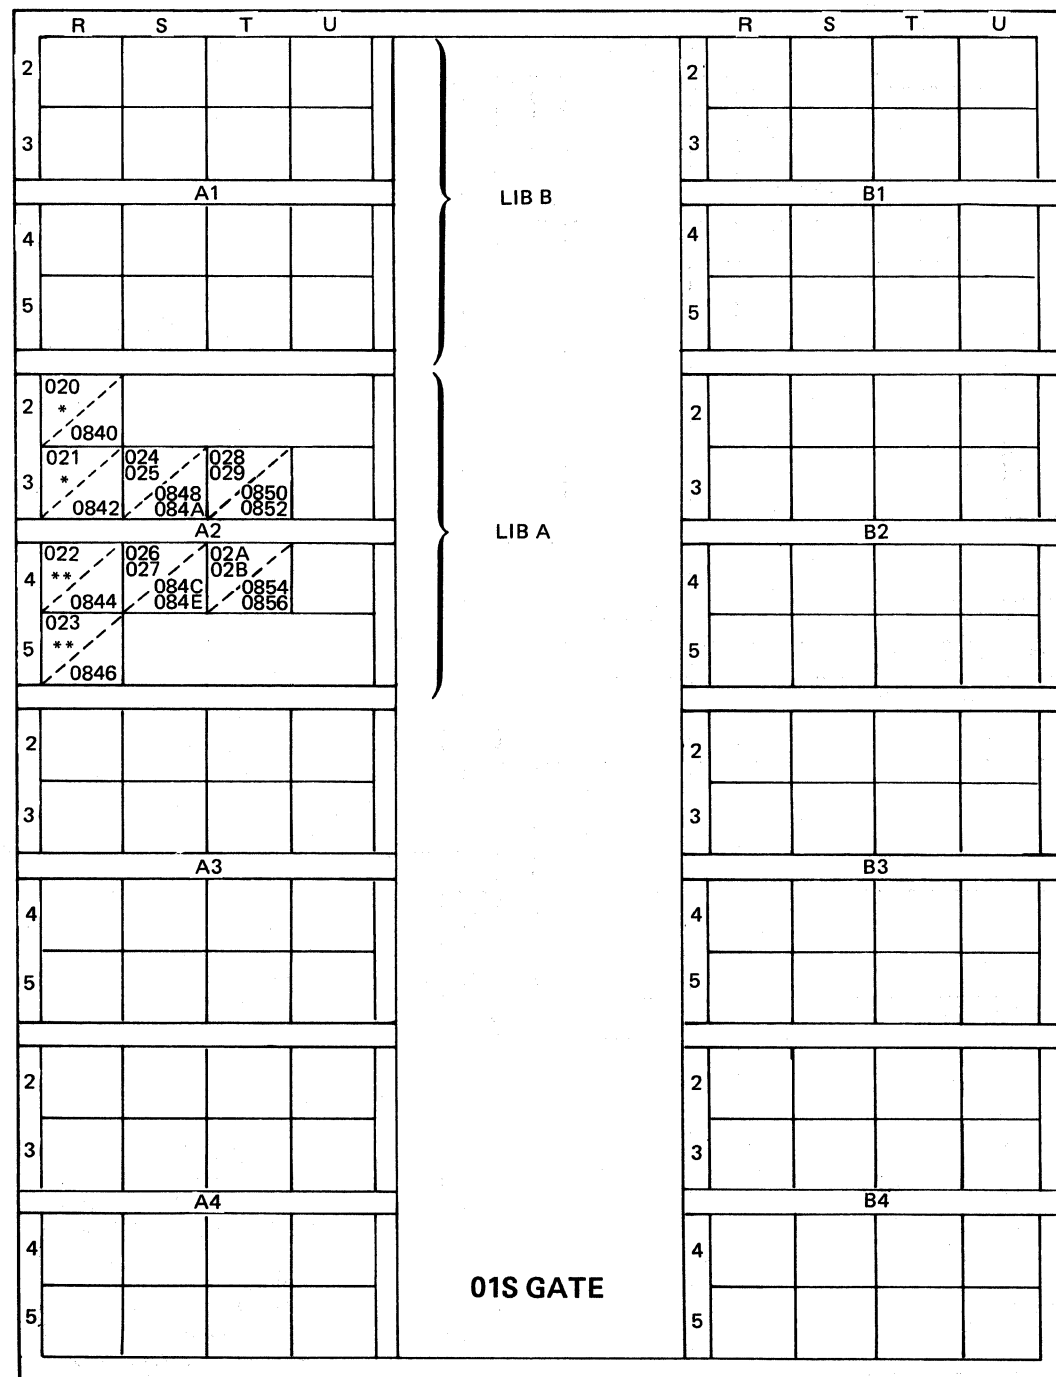 R S T U R S T U
2 2
3 3
LIB B
A1 B1
4 4
5 5
020
2 * 2
0840
021 024 028
* 025 029
3 0848 0850 3
0842 084A 0852
A2 LIB A B2
022 026 02A
** 027 02B
4 084C 0854 4
0844 084E 0856
023
5 ** 5
0846
2 2
3 3
A3 B3
4 4
5 5
2 2
3 3
A4 B4
4 4
01S GATE
5 5